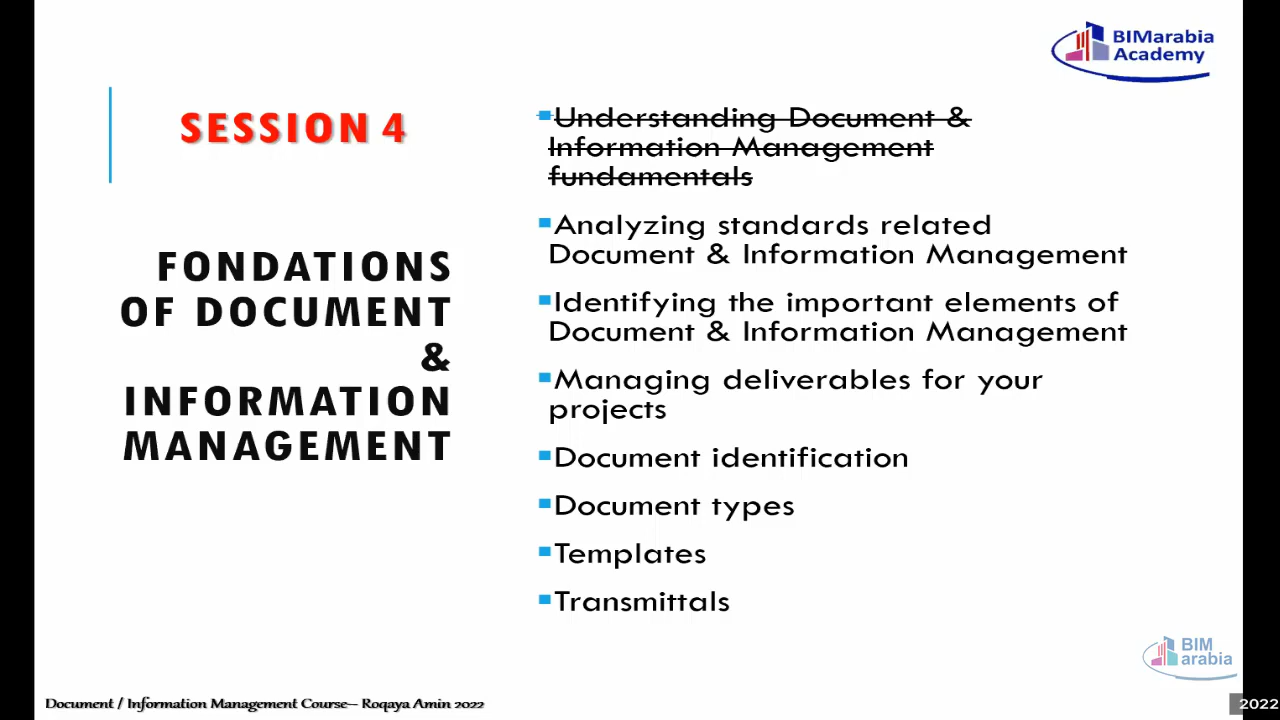 BIMarabia
Academy
SESSION 4
FONDATIONS
OF DOCUMENT
&
INFORMATION
MANAGEMENT
Understanding Document &
Information Management
fundamentals
Analyzing standards related
Document & Information Management
Identifying the important elements of
Document & Information Management
Managing deliverables for your
projects
Document identification
Document types
Templates
Transmittals
BIM
arabia
Document / Information Management Course– Roqaya Amin 2022
2022